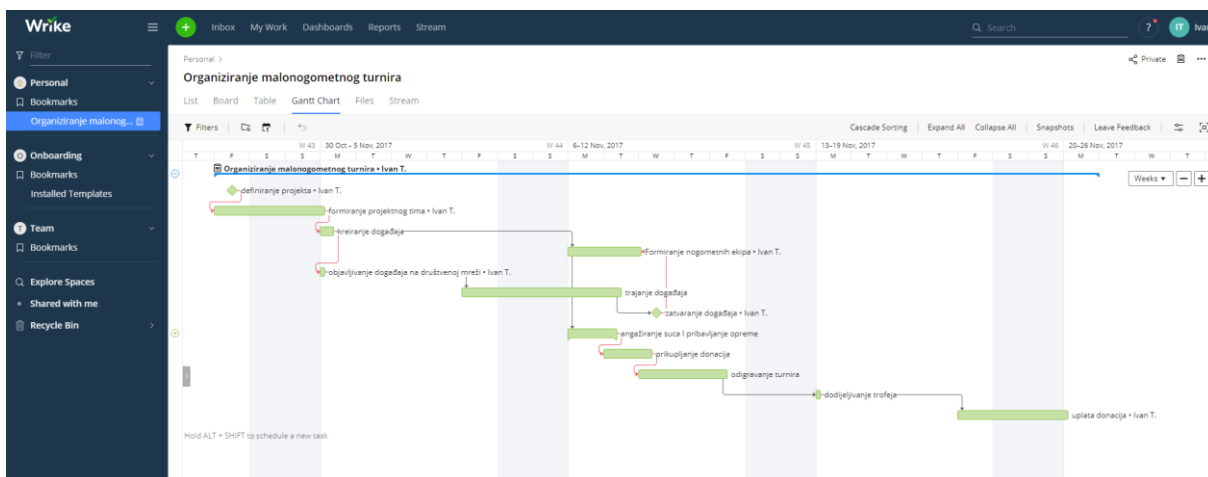 Wrike
Inbox My Work Dashboards Reports Stream
Search
? IT Ivan
Filter
Personal
Bookmarks
Organiziranje malonog...
Onboarding
Bookmarks
Installed Templates
Team
Bookmarks
Explore Spaces
Shared with me
Recycle Bin
Personal >
Private
Organiziranje malonogometnog turnira
List Board Table Gantt Chart Files Stream
Filters
Cascade Sorting Expand All Collapse All Snapshots Leave Feedback
W 43 30 Oct – 5 Nov, 2017 W 44 6–12 Nov, 2017 W 45 13–19 Nov, 2017 W 46 20–26 Nov, 2017
T F S S M T W T F S S M T W T F S S M T W T F S S M T W T
Organiziranje malonogometnog turnira • Ivan T.
Weeks
definiranje projekta • Ivan T.
formiranje projektnog tima • Ivan T.
kreiranje događaja
Formiranje nogometnih ekipa • Ivan T.
objavljivanje događaja na društvenoj mreži • Ivan T.
trajanje događaja
zatvaranje događaja • Ivan T.
angažiranje suca I pribavljanje opreme
prikupljanje donacija
odigravanje turnira
dodijeljivanje trofeja
uplata donacija • Ivan T.
Hold ALT + SHIFT to schedule a new task